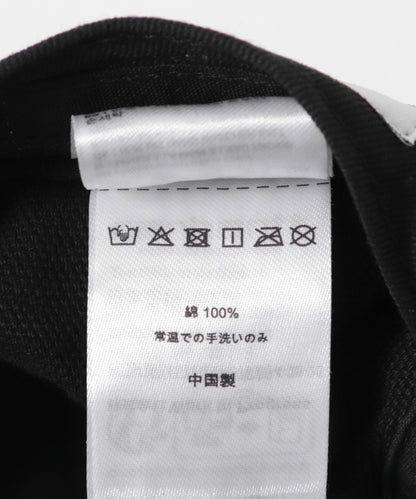 綿 100%
常温での手洗いのみ
中国製